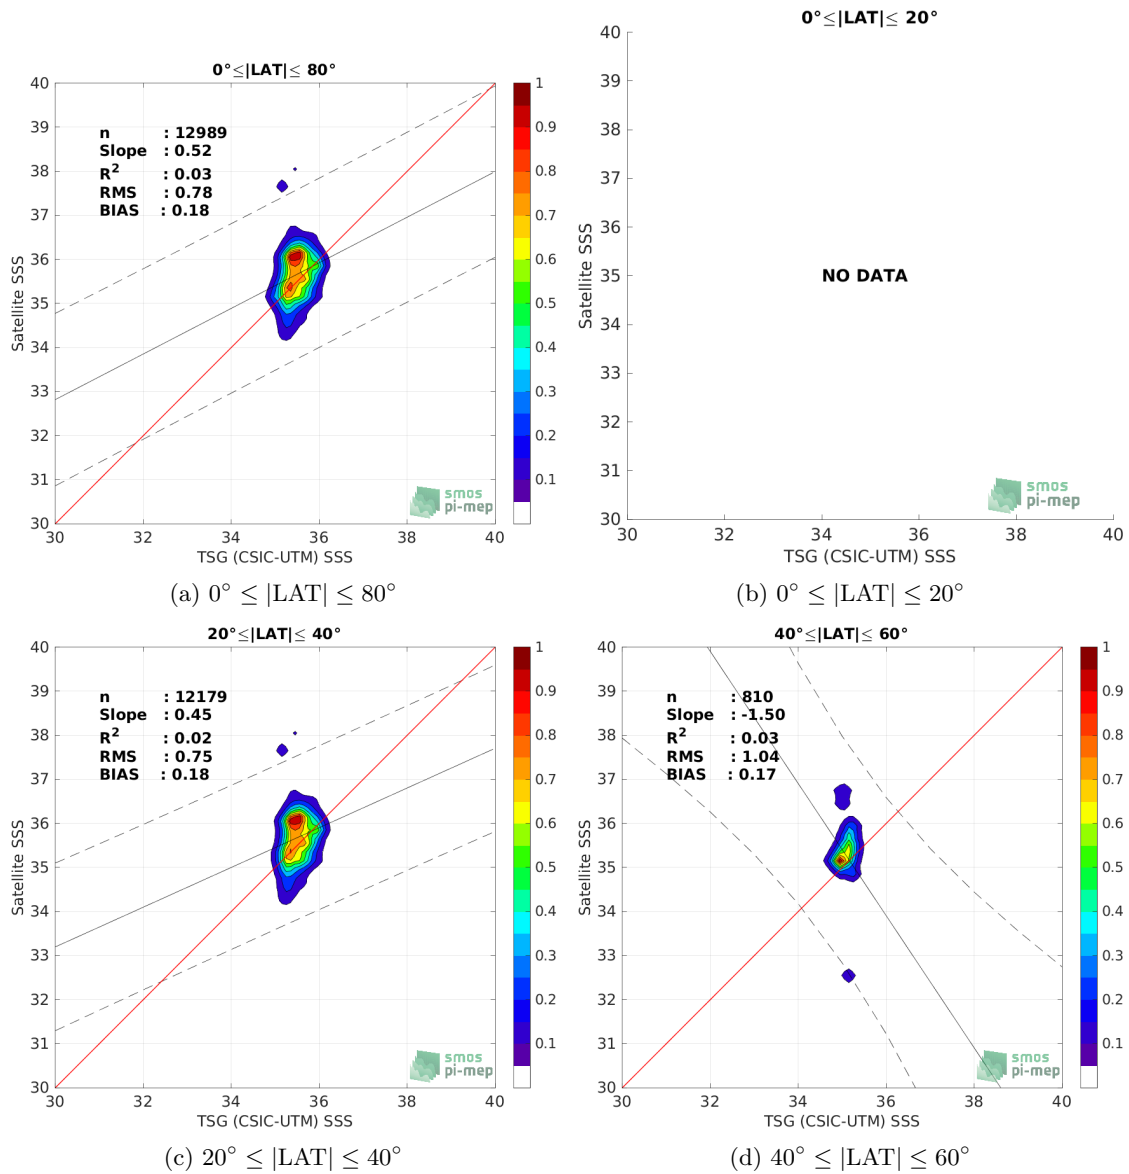 0°≤|LAT|≤ 80°
40
39
38
37
36
35
34
33
32
31
30
Satellite SSS
n : 12989
Slope : 0.52
R² : 0.03
RMS : 0.78
BIAS : 0.18
smos
pi-mep
30 32 34 36 38 40
TSG (CSIC-UTM) SSS
1
0.9
0.8
0.7
0.6
0.5
0.4
0.3
0.2
0.1
(a) 0° ≤ |LAT| ≤ 80°
0°≤|LAT|≤ 20°
40
39
38
37
36
35
34
33
32
31
30
Satellite SSS
NO DATA
smos
pi-mep
30 32 34 36 38 40
TSG (CSIC-UTM) SSS
(b) 0° ≤ |LAT| ≤ 20°
20°≤|LAT|≤ 40°
40
39
38
37
36
35
34
33
32
31
30
Satellite SSS
n : 12179
Slope : 0.45
R² : 0.02
RMS : 0.75
BIAS : 0.18
smos
pi-mep
30 32 34 36 38 40
TSG (CSIC-UTM) SSS
1
0.9
0.8
0.7
0.6
0.5
0.4
0.3
0.2
0.1
(c) 20° ≤ |LAT| ≤ 40°
40°≤|LAT|≤ 60°
40
39
38
37
36
35
34
33
32
31
30
Satellite SSS
n : 810
Slope : -1.50
R² : 0.03
RMS : 1.04
BIAS : 0.17
smos
pi-mep
30 32 34 36 38 40
TSG (CSIC-UTM) SSS
1
0.9
0.8
0.7
0.6
0.5
0.4
0.3
0.2
0.1
(d) 40° ≤ |LAT| ≤ 60°